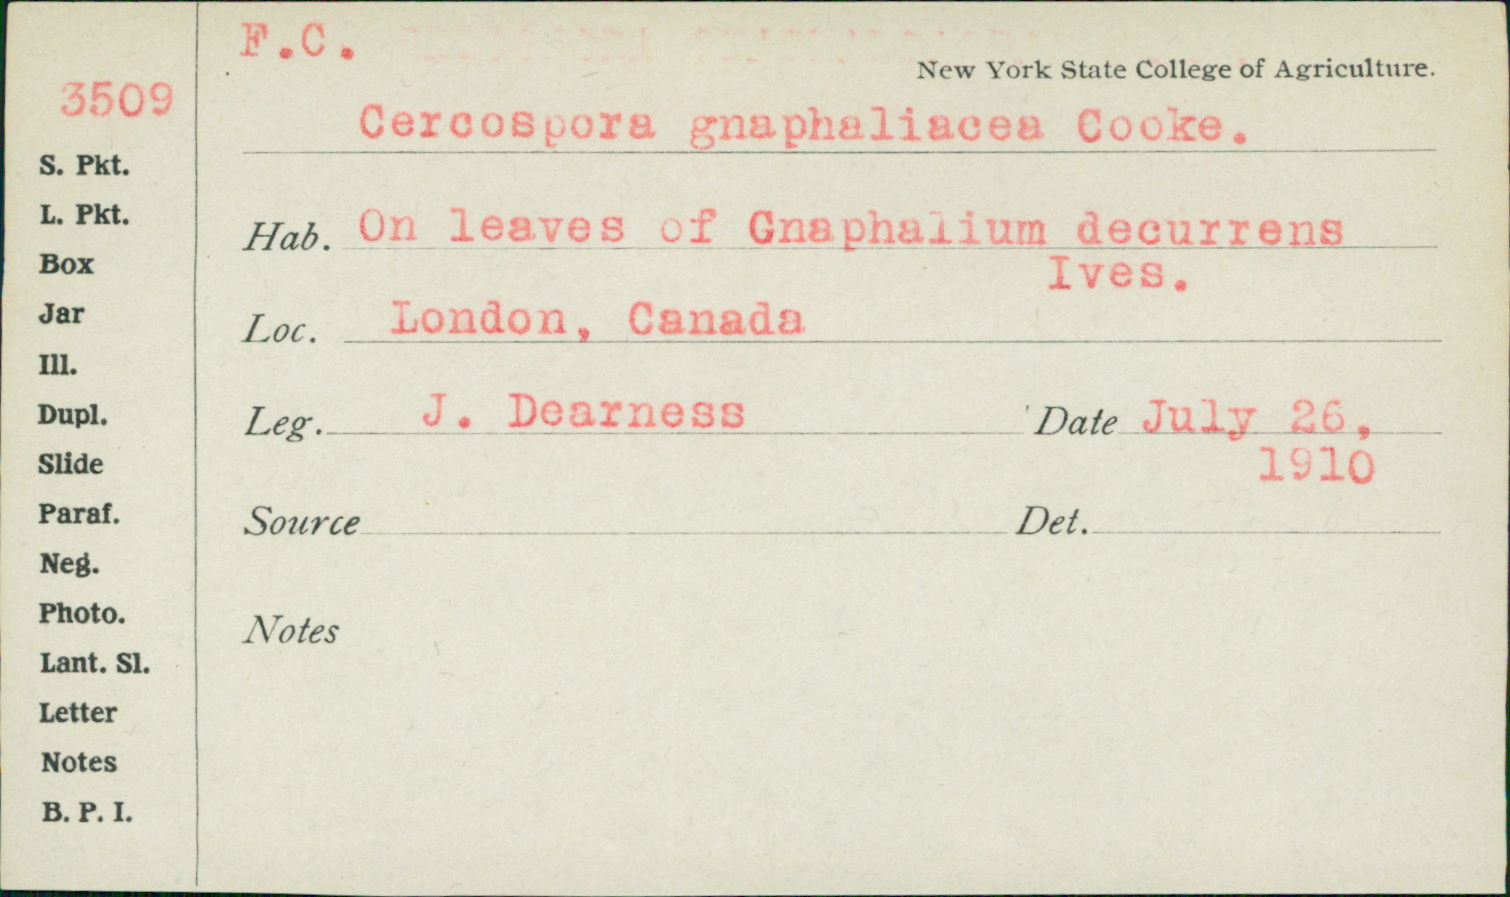 F.C.
New York State College of Agriculture.
3509
Cercospora gnaphaliacea Cooke.
S. Pkt.
L. Pkt.
Hab. On leaves of Gnaphalium decurrens
Ives.
Box
Jar
Loc. London, Canada
Ill.
Dupl.
Leg. J. Dearness Date July 26,
1910
Slide
Paraf.
Source Det.
Neg.
Photo.
Notes
Lant. Sl.
Letter
Notes
B. P. I.